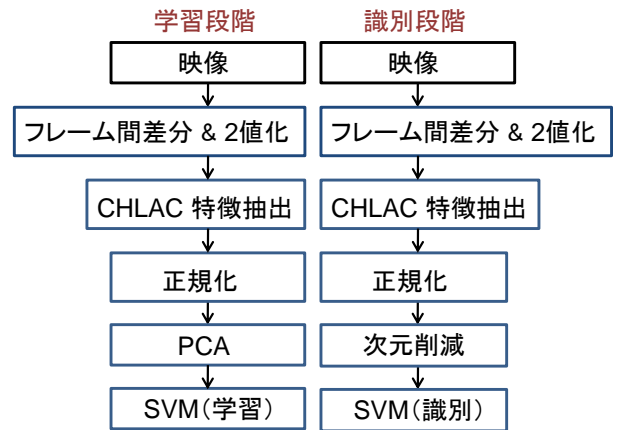 学習段階
映像
フレーム間差分 & 2値化
CHLAC 特徴抽出
正規化
PCA
SVM(学習)
識別段階
映像
フレーム間差分 & 2値化
CHLAC 特徴抽出
正規化
次元削減
SVM(識別)